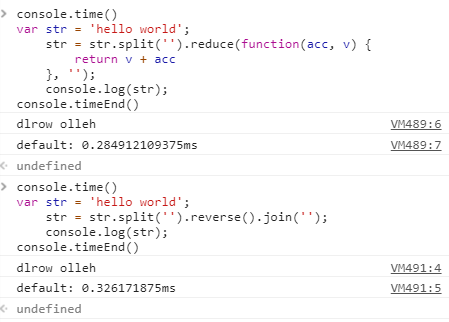 > console.time()
var str = 'hello world';
    str = str.split('').reduce(function(acc, v) {
        return v + acc
    }, '');
    console.log(str);
console.timeEnd()
dlrow olleh VM489:6
default: 0.284912109375ms VM489:7
undefined
> console.time()
var str = 'hello world';
    str = str.split('').reverse().join('');
    console.log(str);
console.timeEnd()
dlrow olleh VM491:4
default: 0.326171875ms VM491:5
undefined